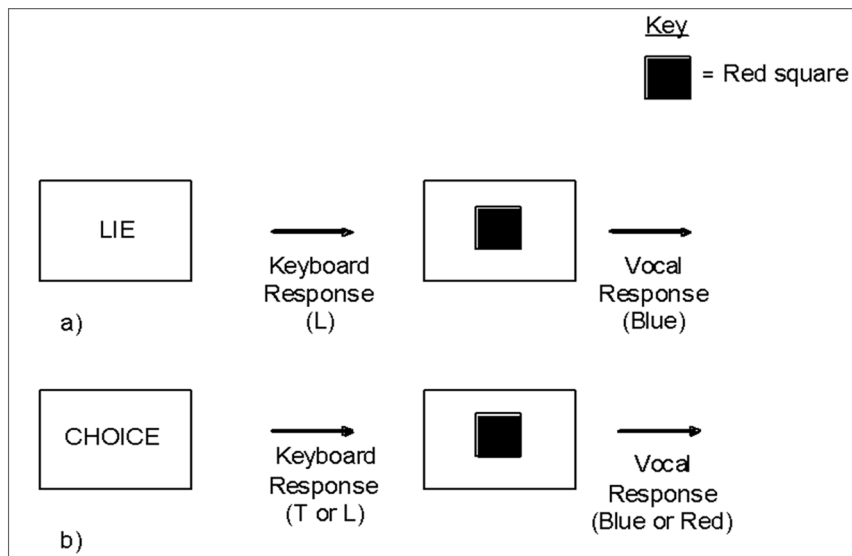 Key
= Red square
LIE
Keyboard
Response
(L)
Vocal
Response
(Blue)
a)
CHOICE
Keyboard
Response
(T or L)
Vocal
Response
(Blue or Red)
b)